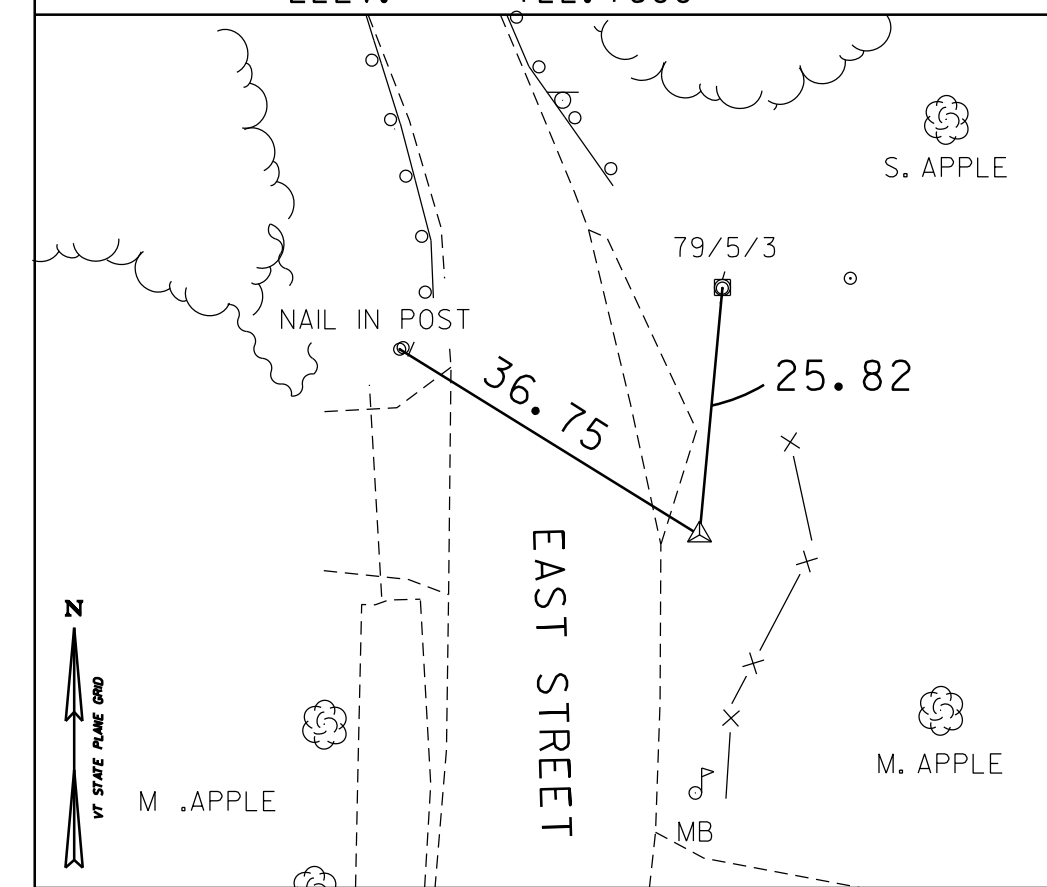 S. APPLE
79/5/3
NAIL IN POST
36.75
25.82
EAST STREET
N
VT STATE PLANE GRID
M .APPLE
M. APPLE
MB